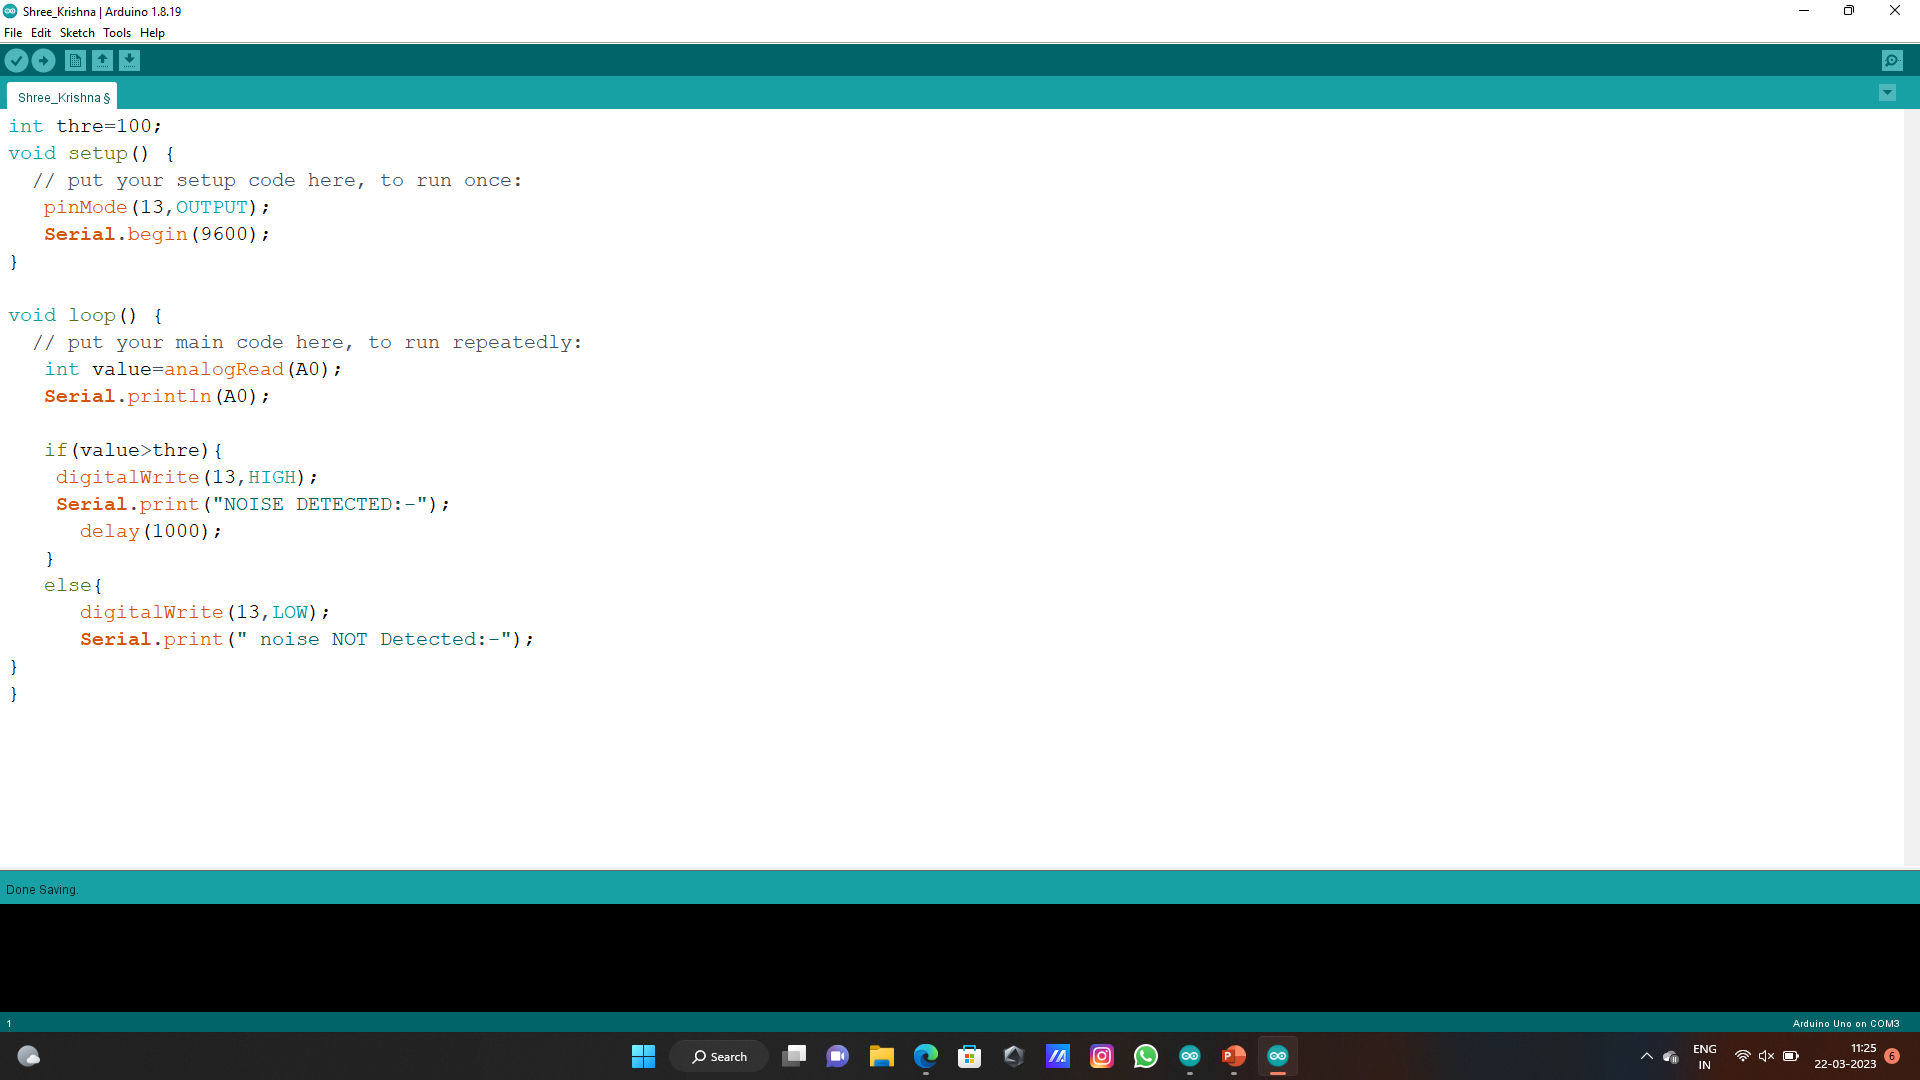 Shree_Krishna | Arduino 1.8.19
File Edit Sketch Tools Help
Shree_Krishna §
int thre=100;
void setup() {
  // put your setup code here, to run once:
   pinMode(13,OUTPUT);
   Serial.begin(9600);
}
void loop() {
  // put your main code here, to run repeatedly:
   int value=analogRead(A0);
   Serial.println(A0);
   if(value>thre){
    digitalWrite(13,HIGH);
    Serial.print("NOISE DETECTED:-");
      delay(1000);
   }
   else{
      digitalWrite(13,LOW);
      Serial.print(" noise NOT Detected:-");
}
}
Done Saving.
1 Arduino Uno on COM3
Search
ENG
IN
11:25
22-03-2023
6